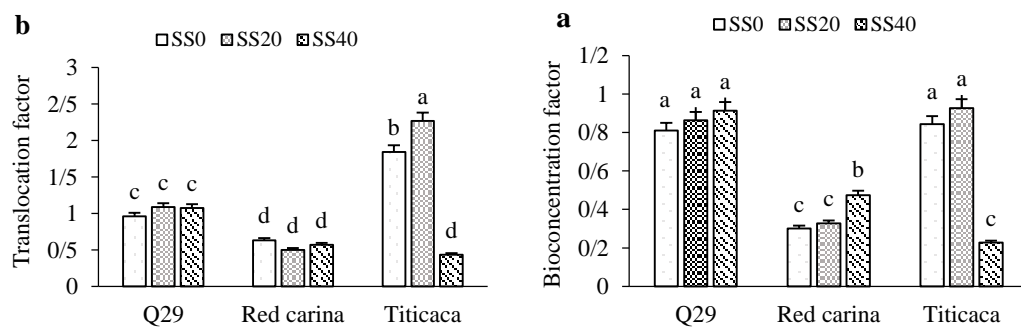 b
SS0 SS20 SS40
Translocation factor
3
2/5
2
1/5
1
0/5
0
c c c d d d b a d
Q29 Red carina Titicaca
a
SS0 SS20 SS40
Bioconcentration factor
1/2
1
0/8
0/6
0/4
0/2
0
a a a c c b a a c
Q29 Red carina Titicaca